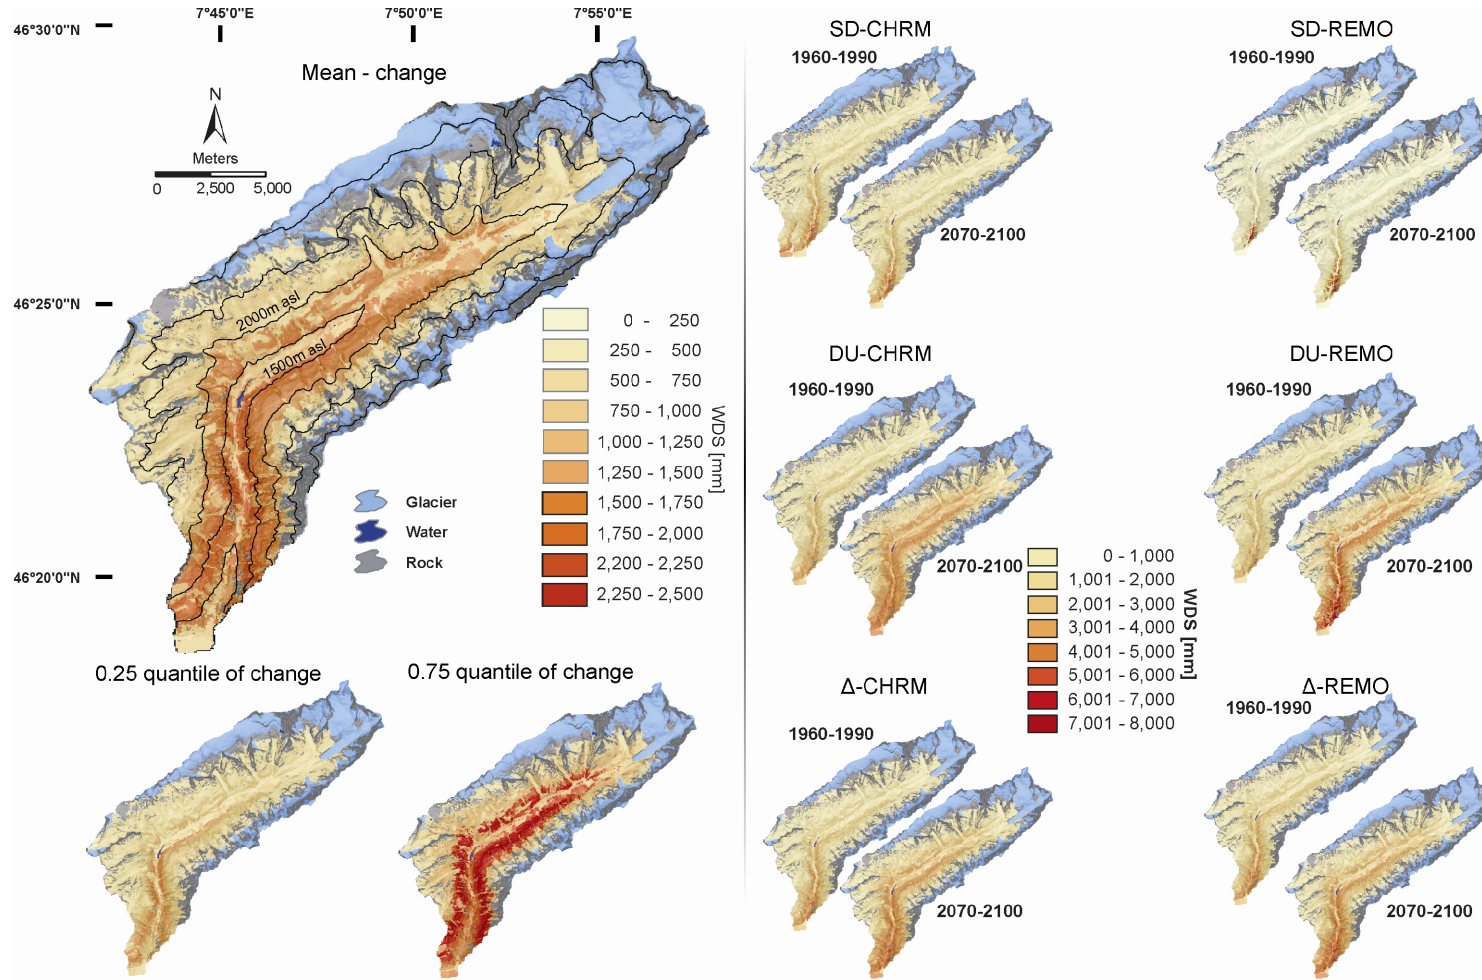 7°45'0"E 7°50'0"E 7°55'0"E
46°30'0"N
46°25'0"N
46°20'0"N
Mean - change
N
Meters
0 2,500 5,000
2000m asl
1500m asl
0 - 250
250 - 500
500 - 750
750 - 1,000
1,000 - 1,250
1,250 - 1,500
1,500 - 1,750
1,750 - 2,000
2,200 - 2,250
2,250 - 2,500
WDS [mm]
Glacier
Water
Rock
0.25 quantile of change
0.75 quantile of change
SD-CHRM
1960-1990
2070-2100
SD-REMO
1960-1990
2070-2100
DU-CHRM
1960-1990
2070-2100
DU-REMO
1960-1990
2070-2100
0 - 1,000
1,001 - 2,000
2,001 - 3,000
3,001 - 4,000
4,001 - 5,000
5,001 - 6,000
6,001 - 7,000
7,001 - 8,000
WDS [mm]
Δ-CHRM
1960-1990
2070-2100
Δ-REMO
1960-1990
2070-2100